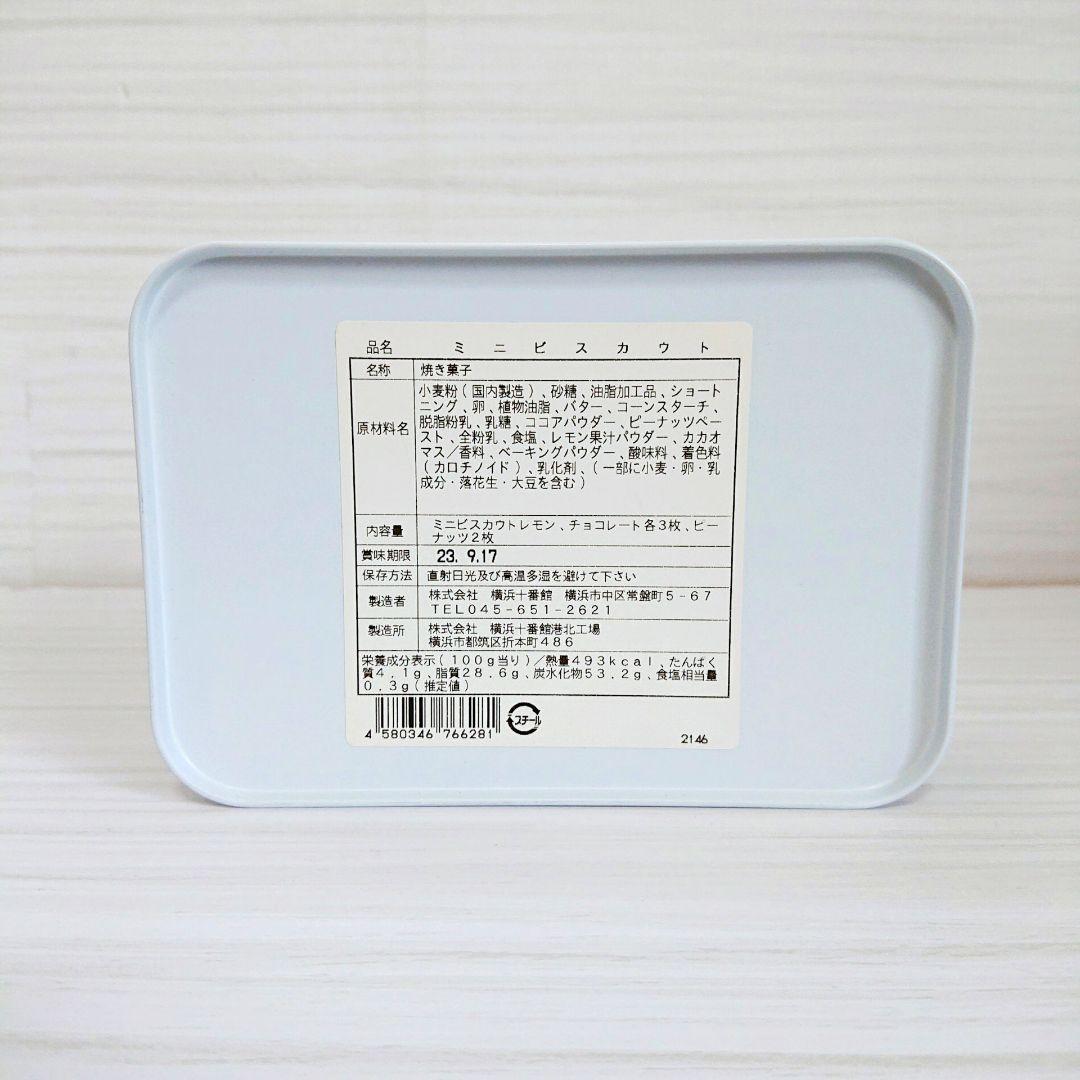 品名 ミニビスカウト
名称 焼き菓子
原材料名 小麦粉(国内製造)、砂糖、油脂加工品、ショート
ニング、卵、植物油脂、バター、コーンスターチ、
脱脂粉乳、乳糖、ココアパウダー、ピーナッツペー
スト、全粉乳、食塩、レモン果汁パウダー、カカオ
マス/香料、ベーキングパウダー、酸味料、着色料
(カロチノイド)、乳化剤、(一部に小麦・卵・乳
成分・落花生・大豆を含む)
内容量 ミニビスカウトレモン、チョコレート各3枚、ピー
ナッツ2枚
賞味期限 23. 9.17
保存方法 直射日光及び高温多湿を避けて下さい
製造者 株式会社 横浜十番館 横浜市中区常盤町5-67
TEL045-651-2621
製造所 株式会社 横浜十番館港北工場
横浜市都筑区折本町486
栄養成分表示(100g当り)/熱量493kcal、たんぱく
質4.1g、脂質28.6g、炭水化物53.2g、食塩相当量
0.3g(推定値)
4 580346 766281
スチール
2146